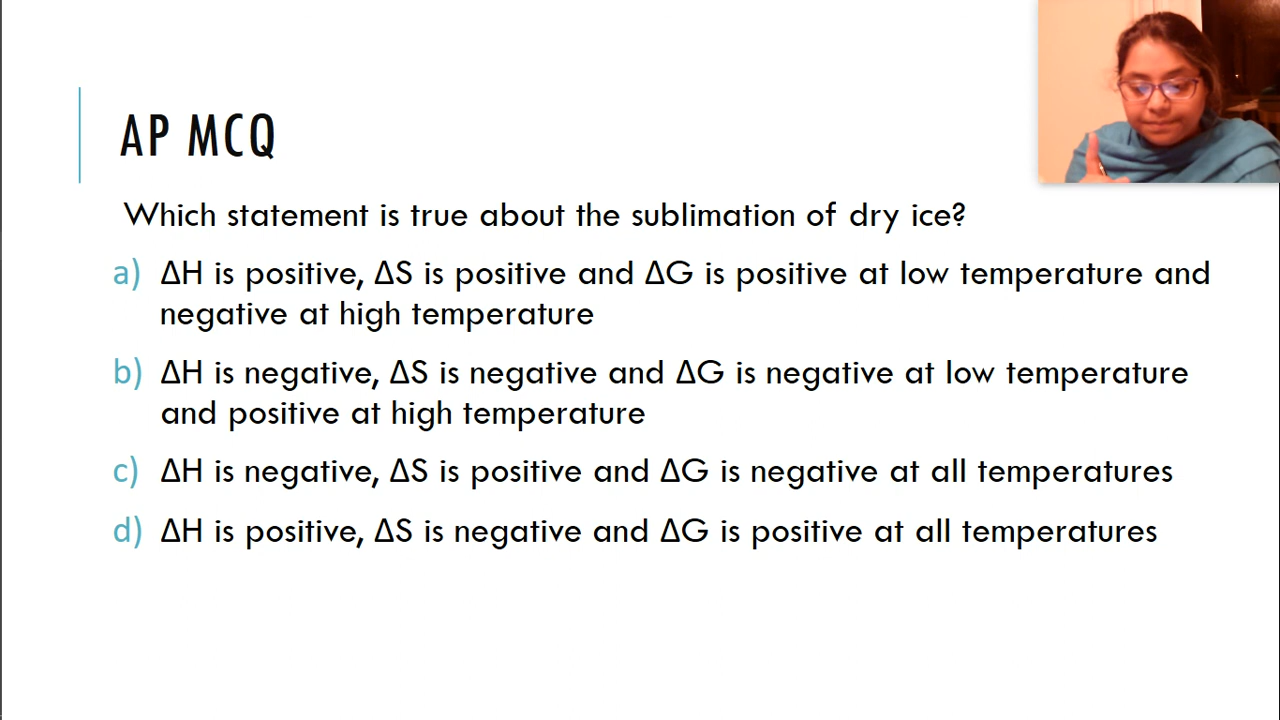 AP MCQ
Which statement is true about the sublimation of dry ice?
a) ΔH is positive, ΔS is positive and ΔG is positive at low temperature and
negative at high temperature
b) ΔH is negative, ΔS is negative and ΔG is negative at low temperature
and positive at high temperature
c) ΔH is negative, ΔS is positive and ΔG is negative at all temperatures
d) ΔH is positive, ΔS is negative and ΔG is positive at all temperatures